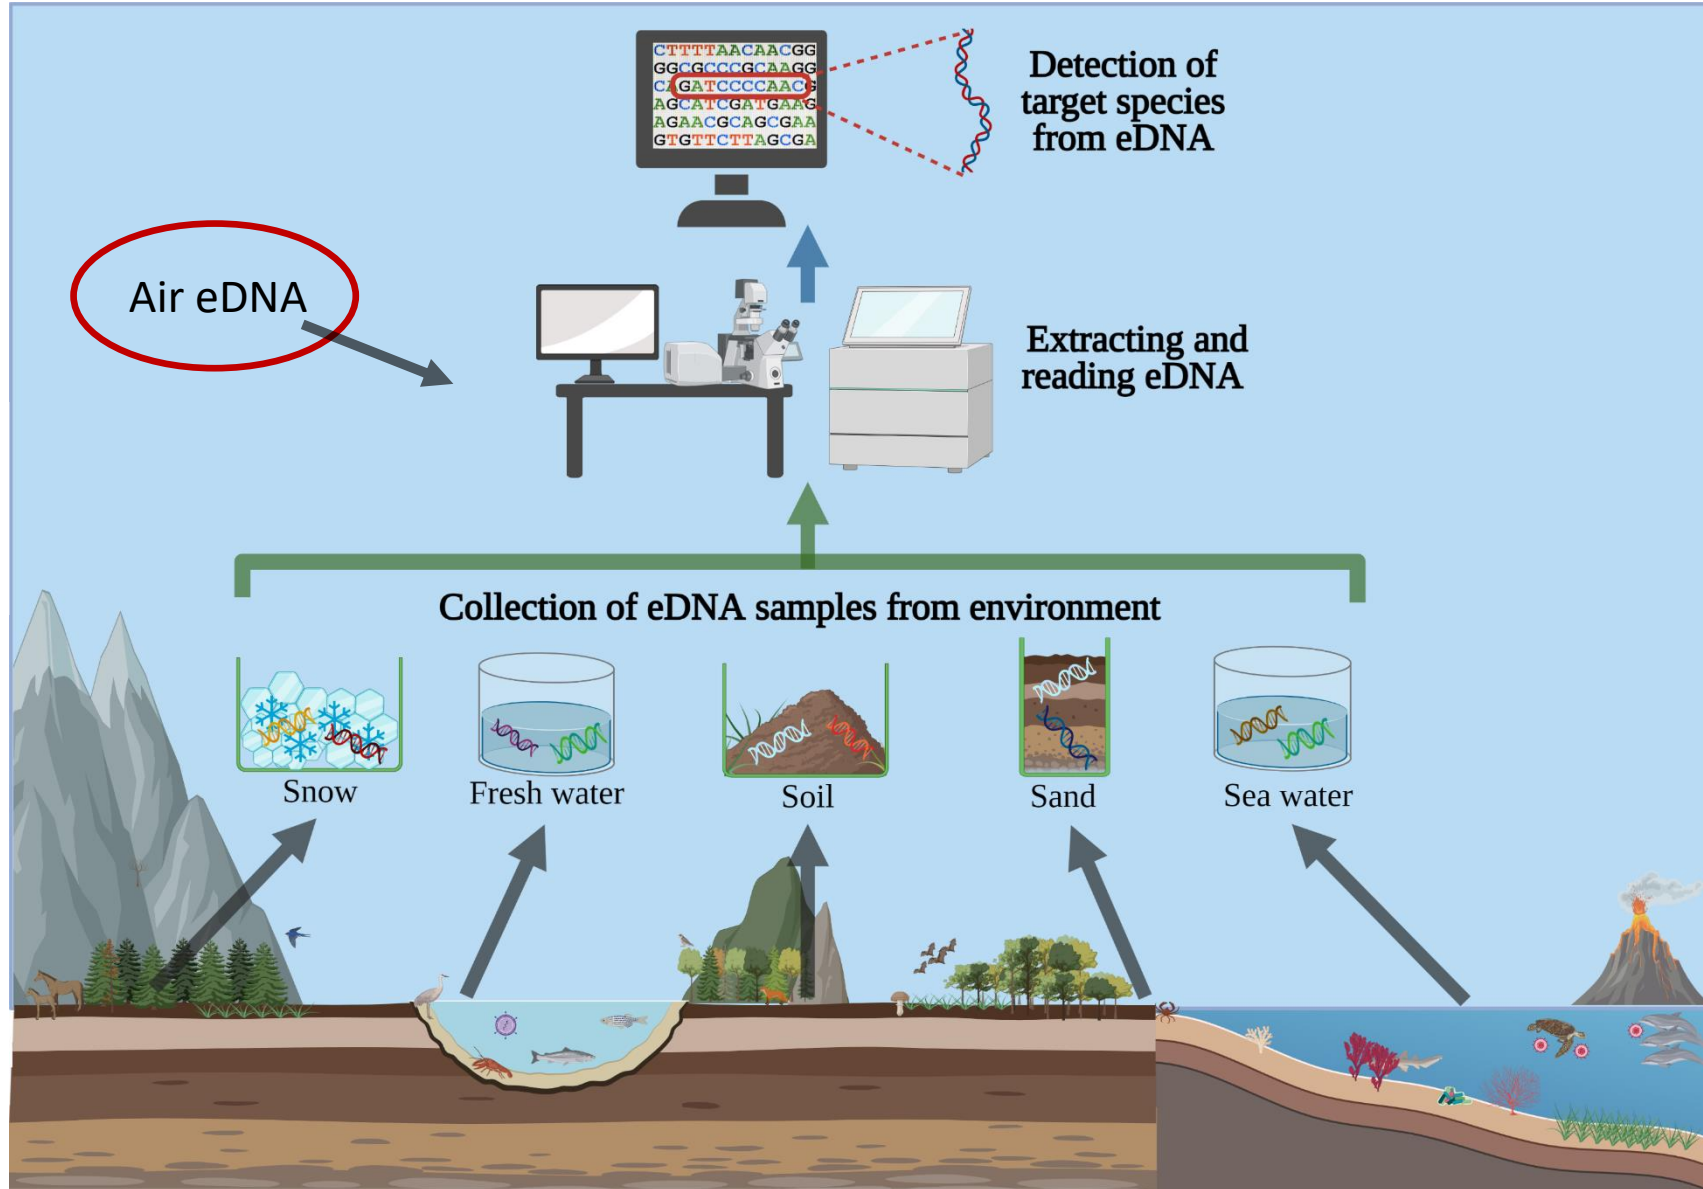 CTTTTAACAACGG
GGCGCCCGCAAGG
CAGATCCCCAACG
AGCATCGATGAAG
AGAACGCAGCGAA
GTGTTCTTAGCGA
Detection of
target species
from eDNA
Air eDNA
Extracting and
reading eDNA
Collection of eDNA samples from environment
Snow
Fresh water
Soil
Sand
Sea water